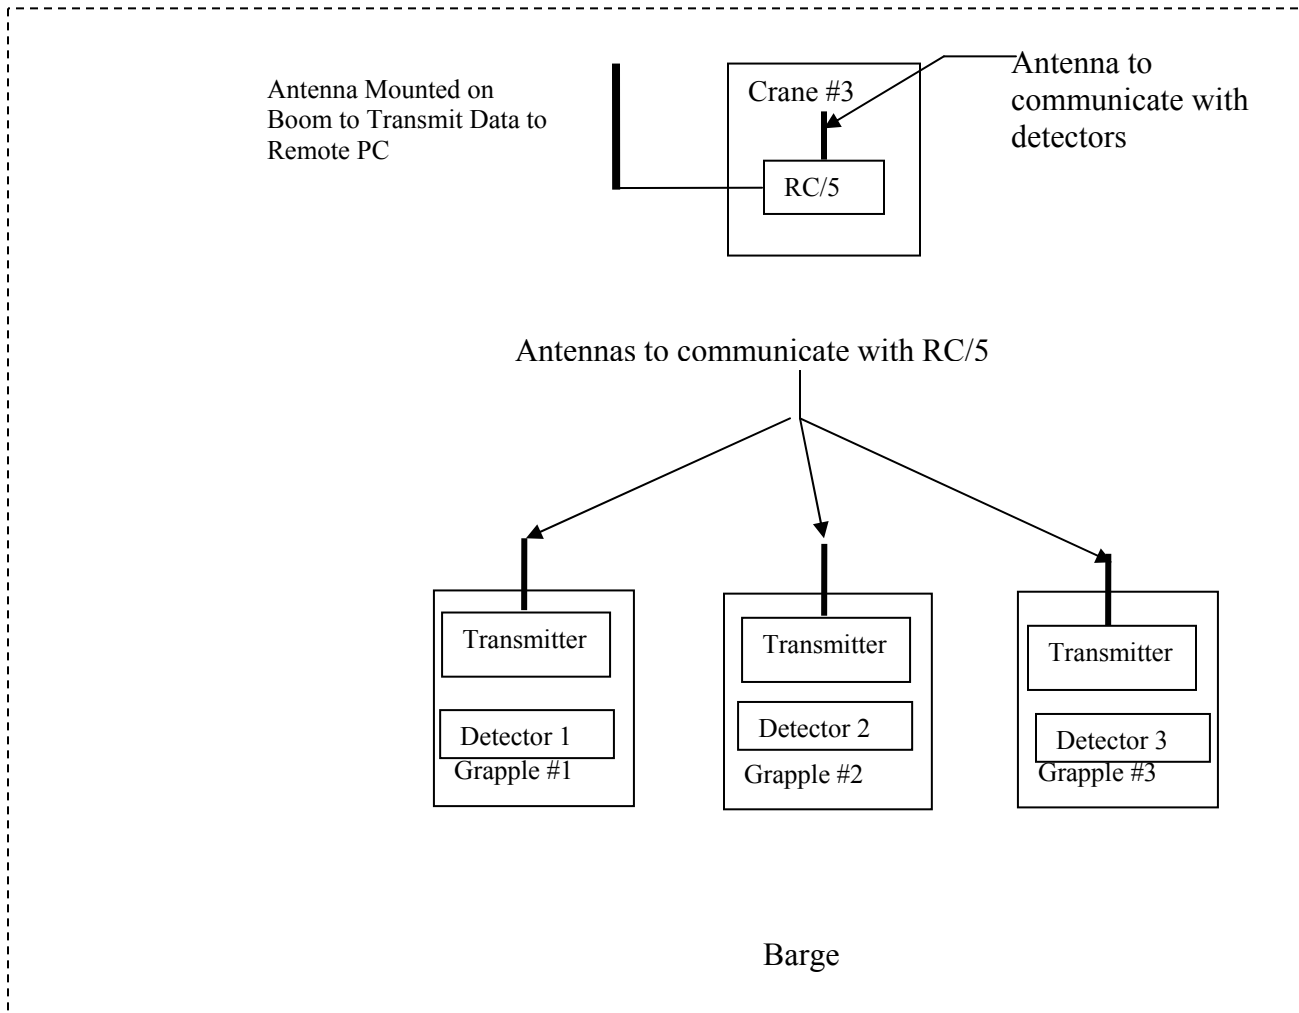 Antenna Mounted on
Boom to Transmit Data to
Remote PC
Crane #3
RC/5
Antenna to
communicate with
detectors
Antennas to communicate with RC/5
Transmitter
Detector 1
Grapple #1
Transmitter
Detector 2
Grapple #2
Transmitter
Detector 3
Grapple #3
Barge